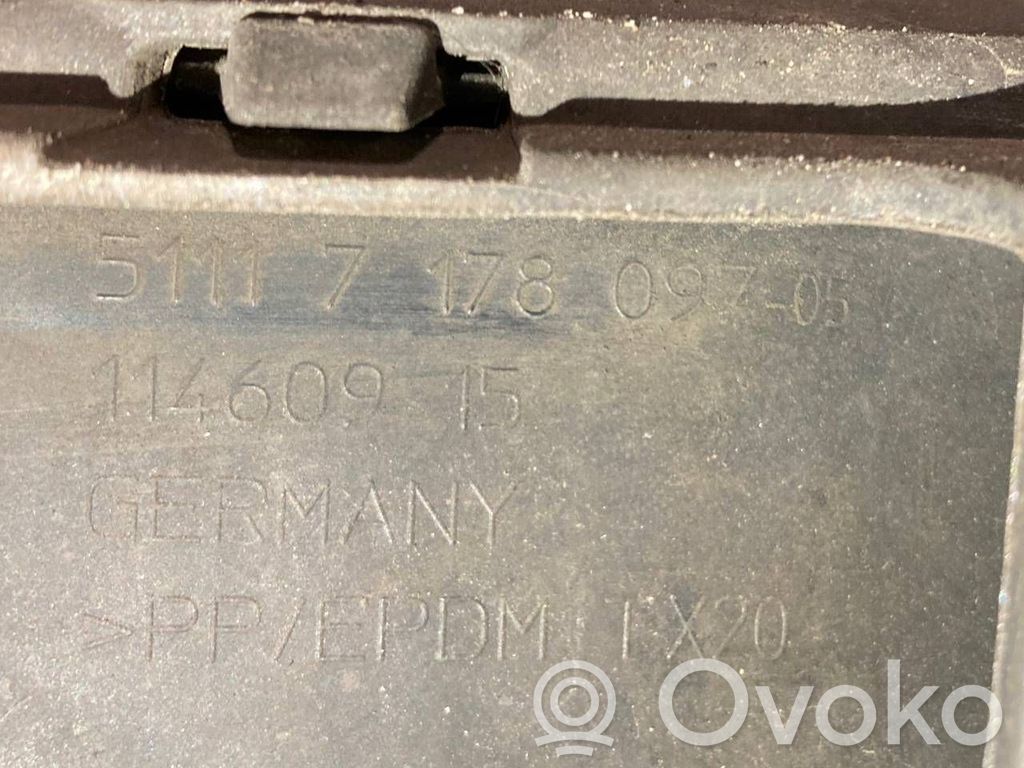 5111 7 178 097-05
114609 15
GERMANY
>PP/EPDM TX20
Ovoko